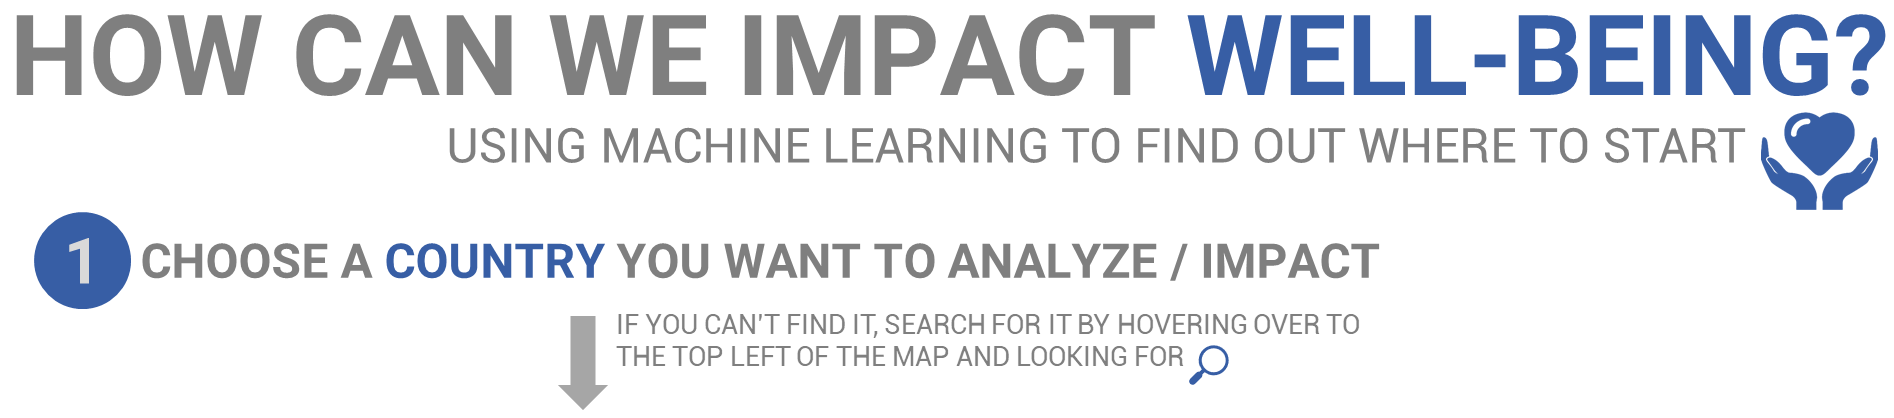 HOW CAN WE IMPACT WELL-BEING?
USING MACHINE LEARNING TO FIND OUT WHERE TO START
1 CHOOSE A COUNTRY YOU WANT TO ANALYZE / IMPACT
IF YOU CAN'T FIND IT, SEARCH FOR IT BY HOVERING OVER TO
THE TOP LEFT OF THE MAP AND LOOKING FOR